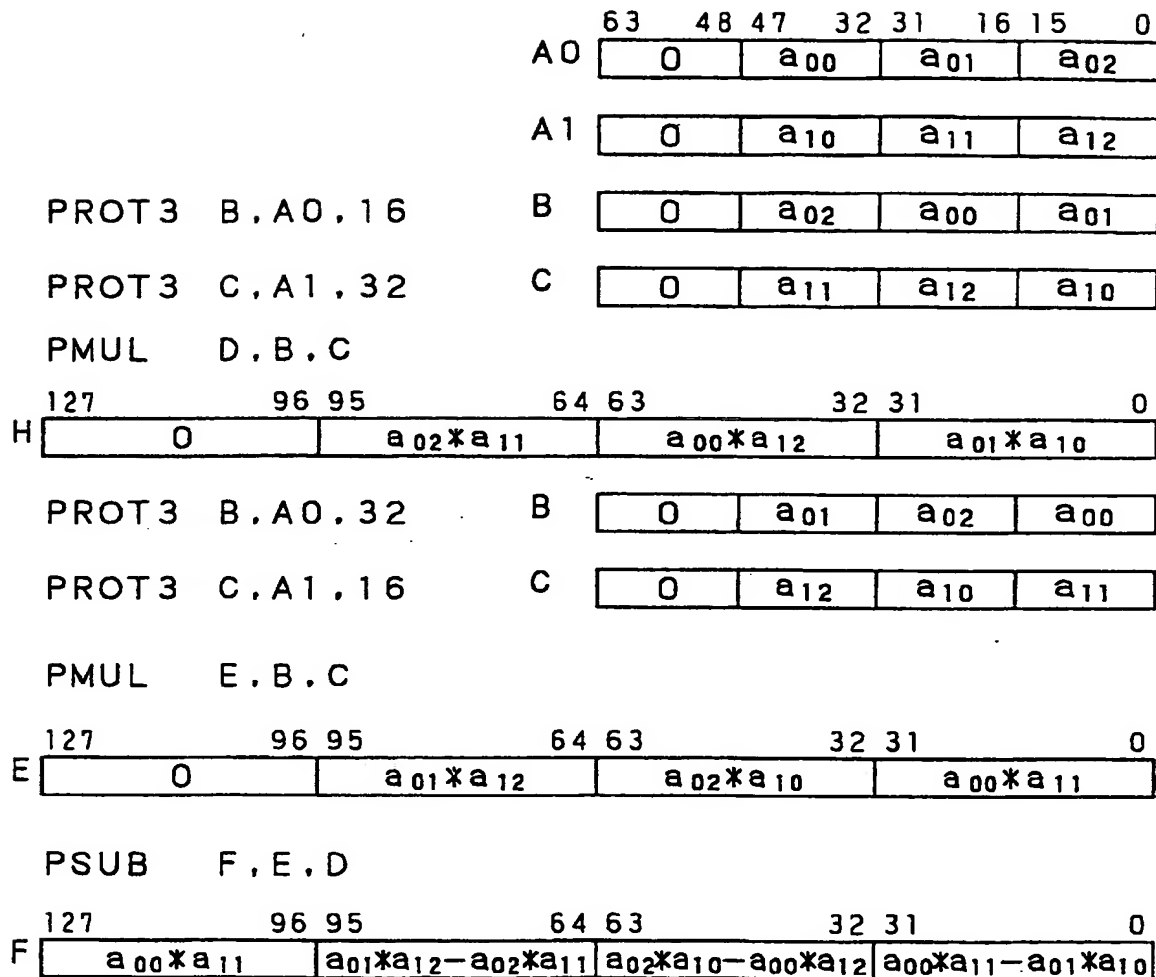 63 48 47 32 31 16 15 0
A0 0 a00 a01 a02
A1 0 a10 a11 a12
PROT3 B.A0.16 B 0 a02 a00 a01
PROT3 C.A1.32 C 0 a11 a12 a10
PMUL D.B.C
127 96 95 64 63 32 31 0
H 0 a02*a11 a00*a12 a01*a10
PROT3 B.A0.32 B 0 a01 a02 a00
PROT3 C.A1.16 C 0 a12 a10 a11
PMUL E.B.C
127 96 95 64 63 32 31 0
E 0 a01*a12 a02*a10 a00*a11
PSUB F,E,D
127 96 95 64 63 32 31 0
F a00*a11 a01*a12-a02*a11 a02*a10-a00*a12 a00*a11-a01*a10